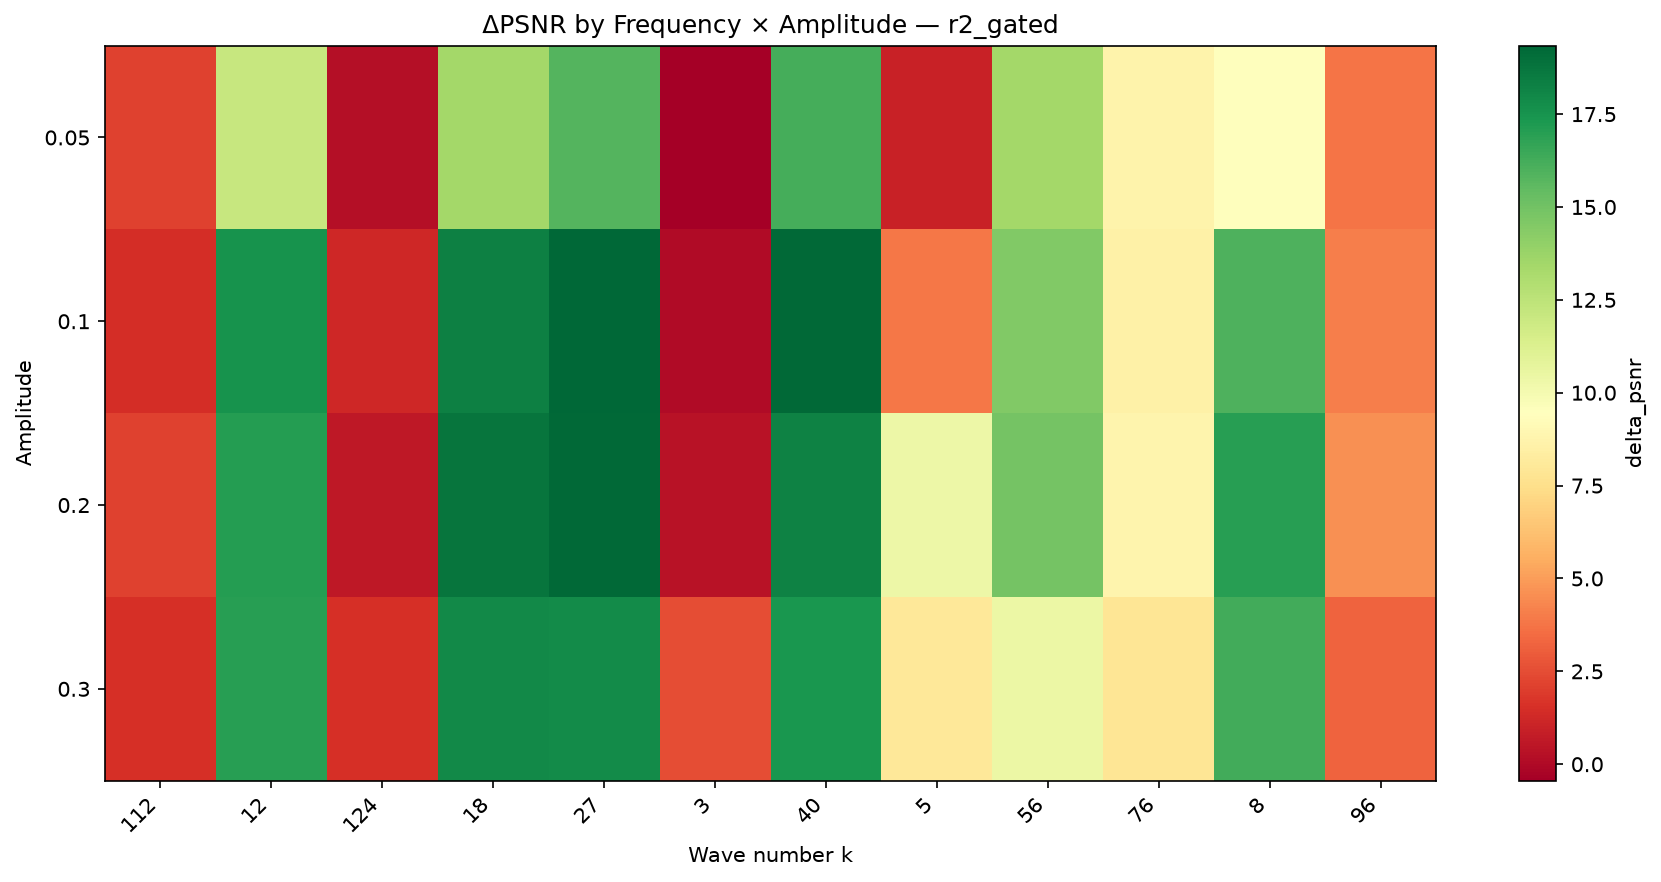 ΔPSNR by Frequency × Amplitude — r2_gated
Amplitude
0.05
0.1
0.2
0.3
112 12 124 18 27 3 40 5 56 76 8 96
Wave number k
17.5
15.0
12.5
10.0
7.5
5.0
2.5
0.0
delta_psnr